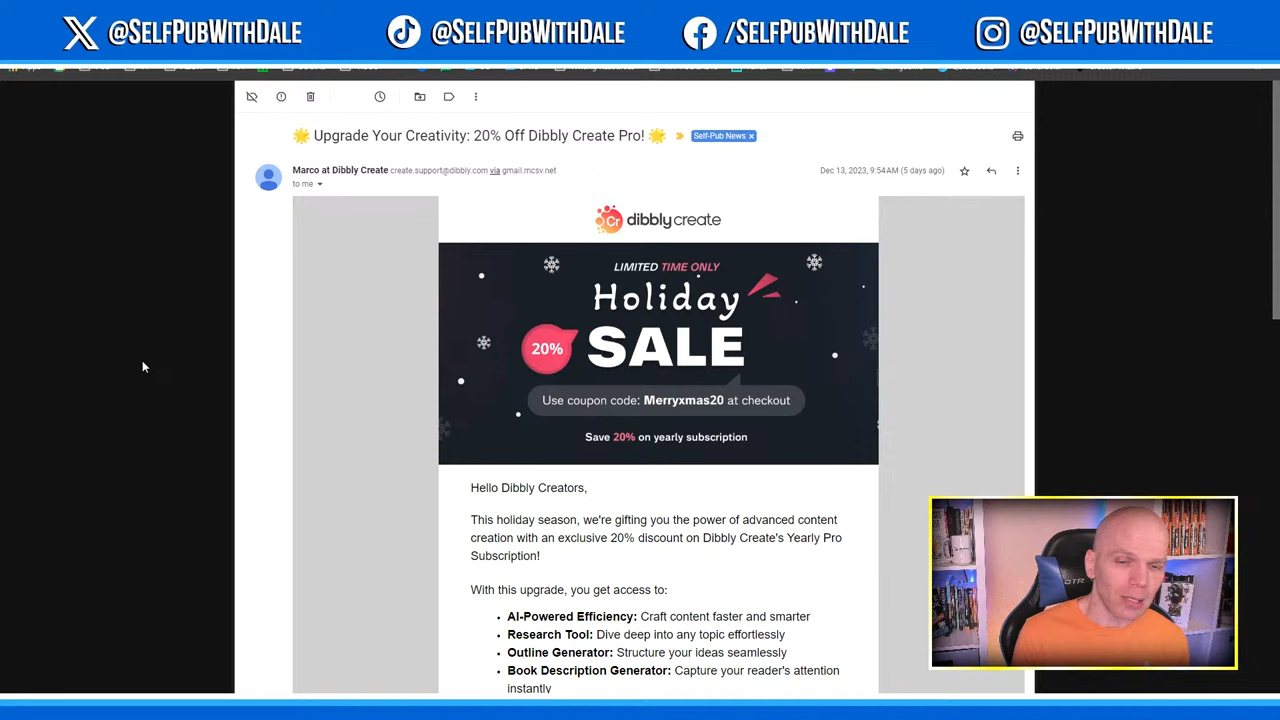 @SELFPUBWITHDALE
@SELFPUBWITHDALE
/SELFPUBWITHDALE
@SELFPUBWITHDALE
🌟 Upgrade Your Creativity: 20% Off Dibbly Create Pro! 🌟
Self-Pub News ×
Marco at Dibbly Create create.support@dibbly.com via gmail.mcsv.net
Dec 13, 2023, 9:54 AM (5 days ago)
to me
Cr dibblycreate
LIMITED TIME ONLY
Holiday
20% SALE
Use coupon code: Merryxmas20 at checkout
Save 20% on yearly subscription
Hello Dibbly Creators,
This holiday season, we're gifting you the power of advanced content
creation with an exclusive 20% discount on Dibbly Create's Yearly Pro
Subscription!
With this upgrade, you get access to:
• AI-Powered Efficiency: Craft content faster and smarter
• Research Tool: Dive deep into any topic effortlessly
• Outline Generator: Structure your ideas seamlessly
• Book Description Generator: Capture your reader's attention
instantly
GTR